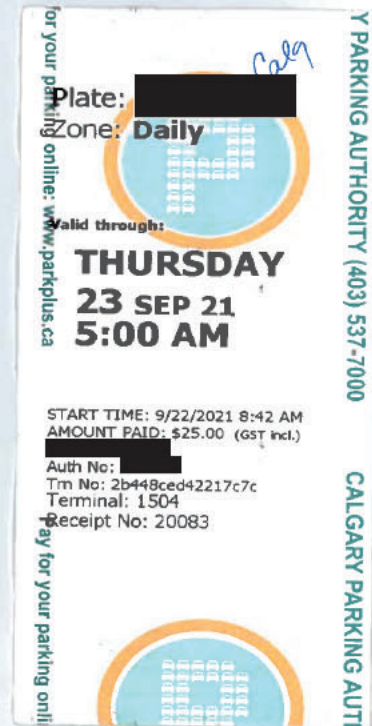 Calg
Plate:
Zone: Daily
Valid through:
THURSDAY
23 SEP 21
5:00 AM
START TIME: 9/22/2021 8:42 AM
AMOUNT PAID: $25.00 (GST incl.)
Auth No:
Trn No: 2b448ced42217c7c
Terminal: 1504
Receipt No: 20083
for your parking online: www.parkplus.ca
Pay for your parking onli
Y PARKING AUTHORITY (403) 537-7000
CALGARY PARKING AUT